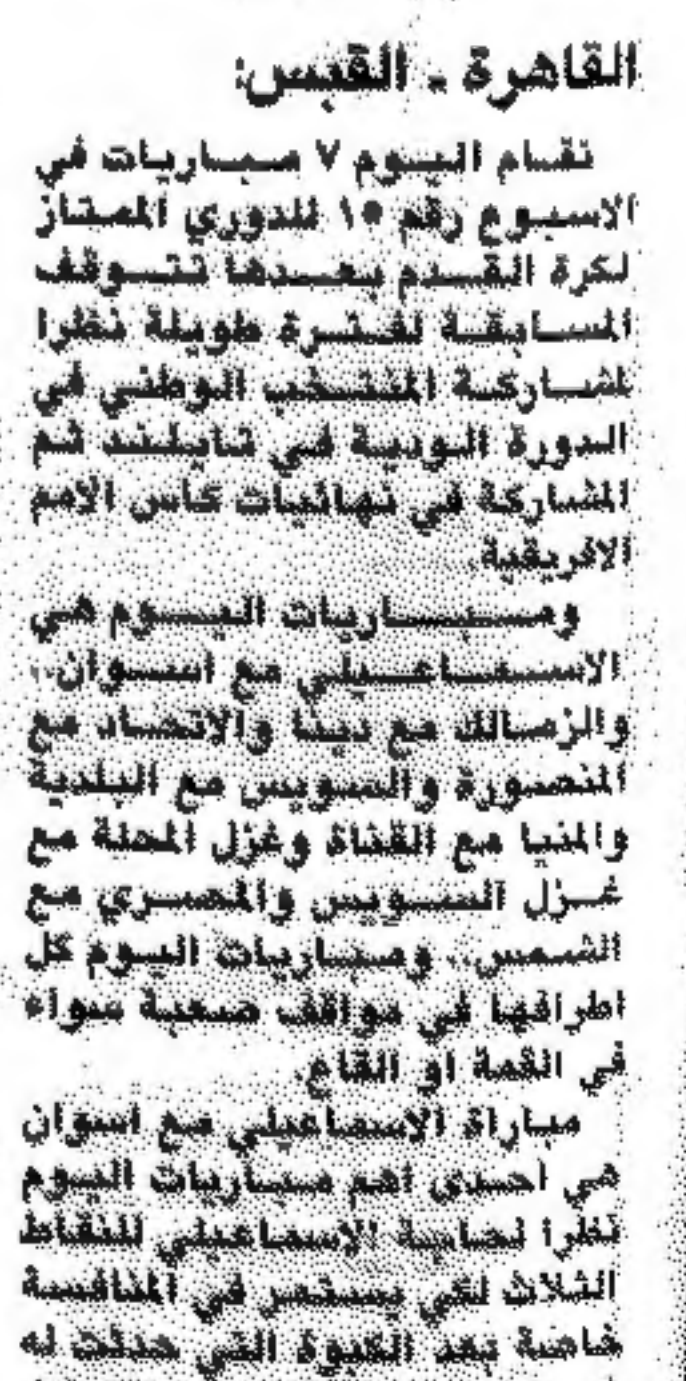 القاهرة ـ القبس:
تقام اليوم ٧ مباريات في
الاسبوع رقم ١٥ للدوري الممتاز
لكرة القدم بعدها تتوقف
المسابقة لفترة طويلة نظرا
لمشاركة المنتخب الوطني في
الدورة الودية في تايلند ثم
المشاركة في نهائيات كأس الامم
الافريقية.
ومباريات اليوم هي
الاسماعيلي مع اسوان..
والزمالك مع دينا والاتحاد مع
المنصورة والسويس مع البلدية
والمنيا مع القناة وغزل المحلة مع
غزل السويس والمصري مع
الشمس.. ومباريات اليوم كل
اطرافها في مواقف صعبة سواء
في القمة او القاع.
مباراة الاسماعيلي مع اسوان
هي احدى اهم مباريات اليوم
نظرا لحاجة الاسماعيلي للنقاط
الثلاث لكي يستمر في المنافسة
خاصة بعد الكبوة التي حدثت له